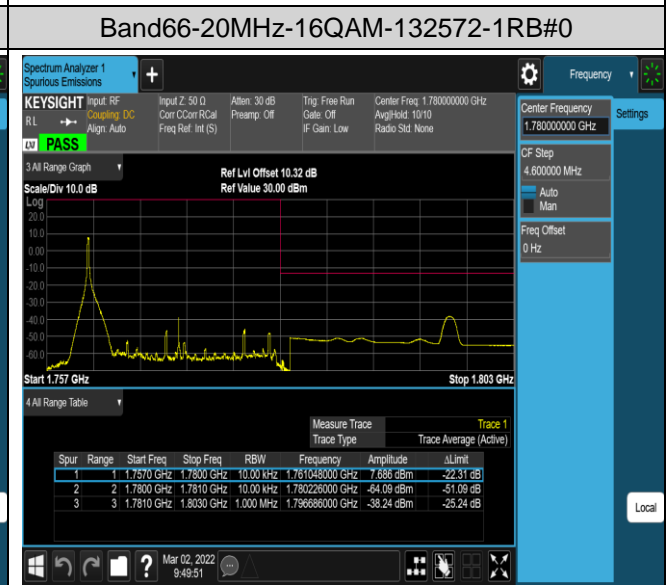 Band66-20MHz-16QAM-132572-1RB#0
Spectrum Analyzer 1
Spurious Emissions
+
Frequency
KEYSIGHT
RL
LXI
PASS
Input: RF
Coupling: DC
Align: Auto
Input Z: 50 Ω
Corr CCorr RCal
Freq Ref: Int (S)
Atten: 30 dB
Preamp: Off
Trig: Free Run
Gate: Off
IF Gain: Low
Center Freq: 1.780000000 GHz
Avg|Hold: 10/10
Radio Std: None
Center Frequency
1.780000000 GHz
Settings
CF Step
4.600000 MHz
Auto
Man
Freq Offset
0 Hz
3 All Range Graph
Scale/Div 10.0 dB
Ref Lvl Offset 10.32 dB
Ref Value 30.00 dBm
Log
20.0
10.0
0.00
-10.0
-20.0
-30.0
-40.0
-50.0
-60.0
Start 1.757 GHz
Stop 1.803 GHz
4 All Range Table
Measure Trace Trace 1
Trace Type Trace Average (Active)
Spur Range Start Freq Stop Freq RBW Frequency Amplitude ΔLimit
1 1 1.7570 GHz 1.7800 GHz 10.00 kHz 1.761048000 GHz 7.686 dBm -22.31 dB
2 2 1.7800 GHz 1.7810 GHz 10.00 kHz 1.780226000 GHz -64.09 dBm -51.09 dB
3 3 1.7810 GHz 1.8030 GHz 1.000 MHz 1.796686000 GHz -38.24 dBm -25.24 dB
Local
?
Mar 02, 2022
9:49:51